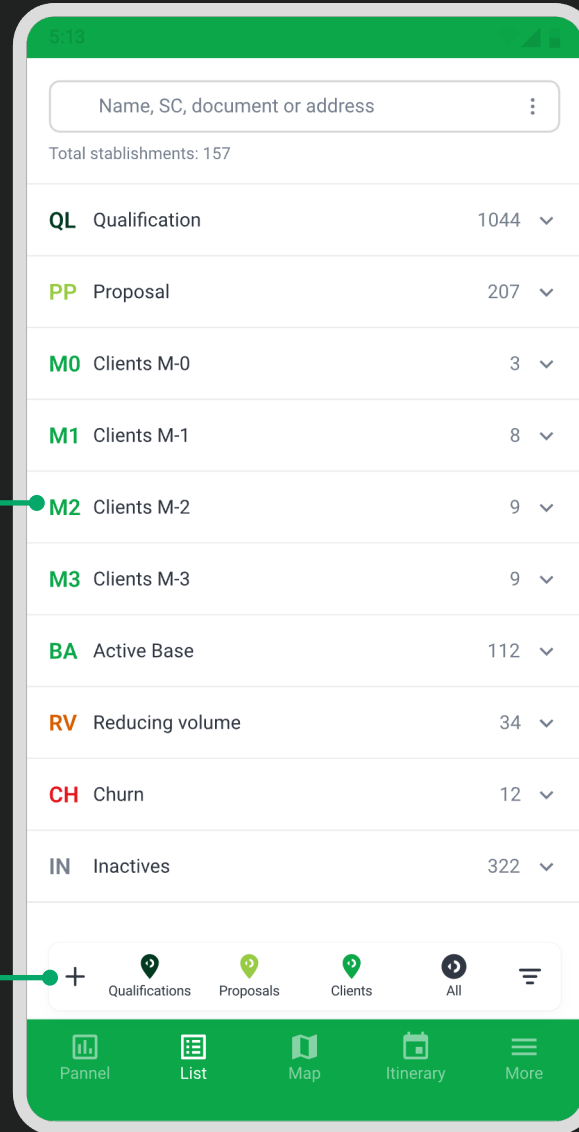 5:13
Name, SC, document or address
Total stablishments: 157
QL Qualification 1044
PP Proposal 207
M0 Clients M-0 3
M1 Clients M-1 8
M2 Clients M-2 9
M3 Clients M-3 9
BA Active Base 112
RV Reducing volume 34
CH Churn 12
IN Inactives 322
Qualifications Proposals Clients All
Pannel List Map Itinerary More